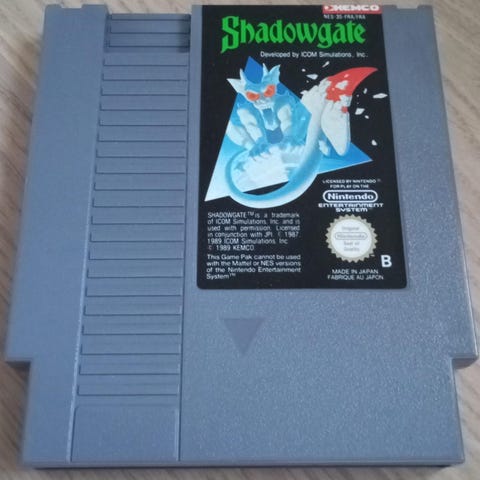 KEMCO
NES-3S-FRA/FRA
Shadowgate
Developed by ICOM Simulations, Inc.
LICENSED BY NINTENDO
FOR PLAY ON THE
Nintendo
ENTERTAINMENT
SYSTEM
SHADOWGATE™ is a trademark
of ICOM Simulations, Inc. and is
used with permission. Licensed
in conjunction with JPI. © 1987
1989 ICOM Simulations, Inc.
© 1989 KEMCO.
This Game Pak cannot be used
with the Mattel or NES versions
of the Nintendo Entertainment
System™
Original
Nintendo
Seal of
Quality
B
MADE IN JAPAN
FABRIQUE AU JAPON